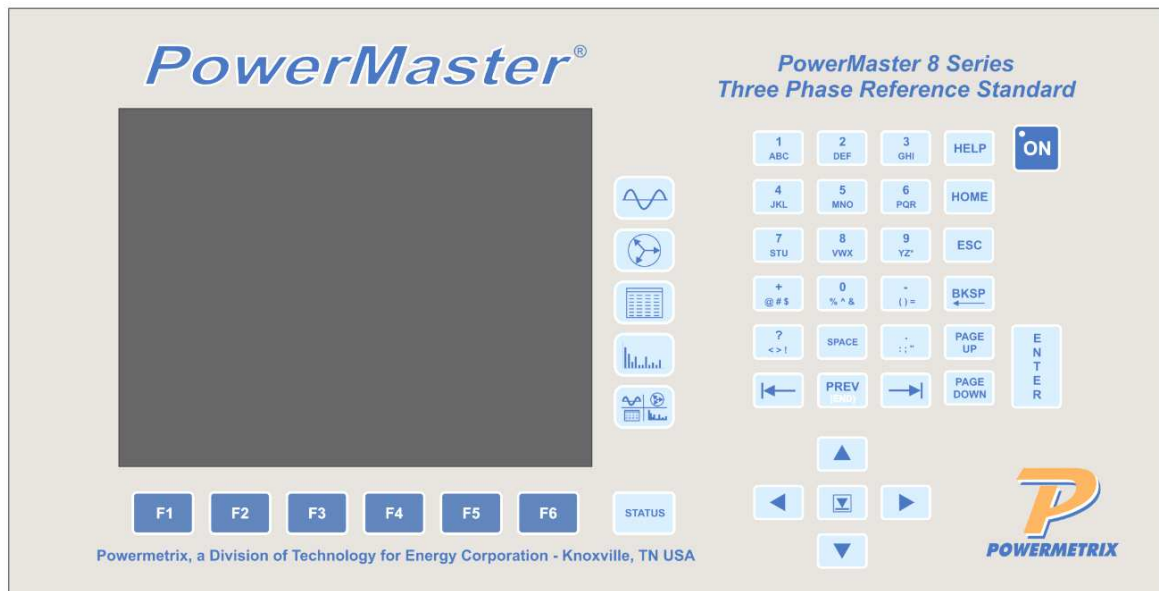 PowerMaster®
PowerMaster 8 Series
Three Phase Reference Standard
1
ABC
2
DEF
3
GHI
HELP
ON
4
JKL
5
MNO
6
PQR
HOME
7
STU
8
VWX
9
YZ*
ESC
+
@ # $
0
% ^ &
-
( ) =
BKSP
?
< > !
SPACE
.
: ; "
PAGE
UP
ENTER
PREV
(END)
PAGE
DOWN
F1
F2
F3
F4
F5
F6
STATUS
Powermetrix, a Division of Technology for Energy Corporation - Knoxville, TN USA
P
POWERMETRIX